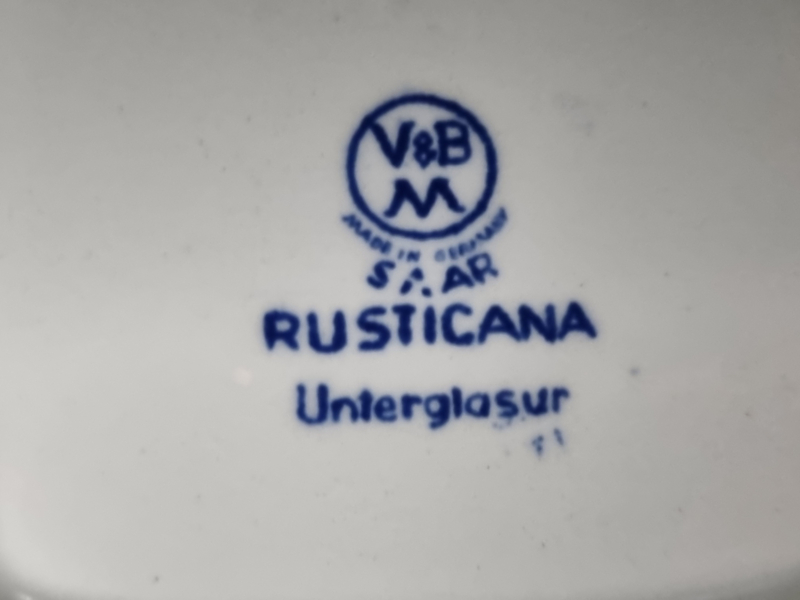 V&B
M
MADE IN GERMANY
SAAR
RUSTICANA
Unterglasur